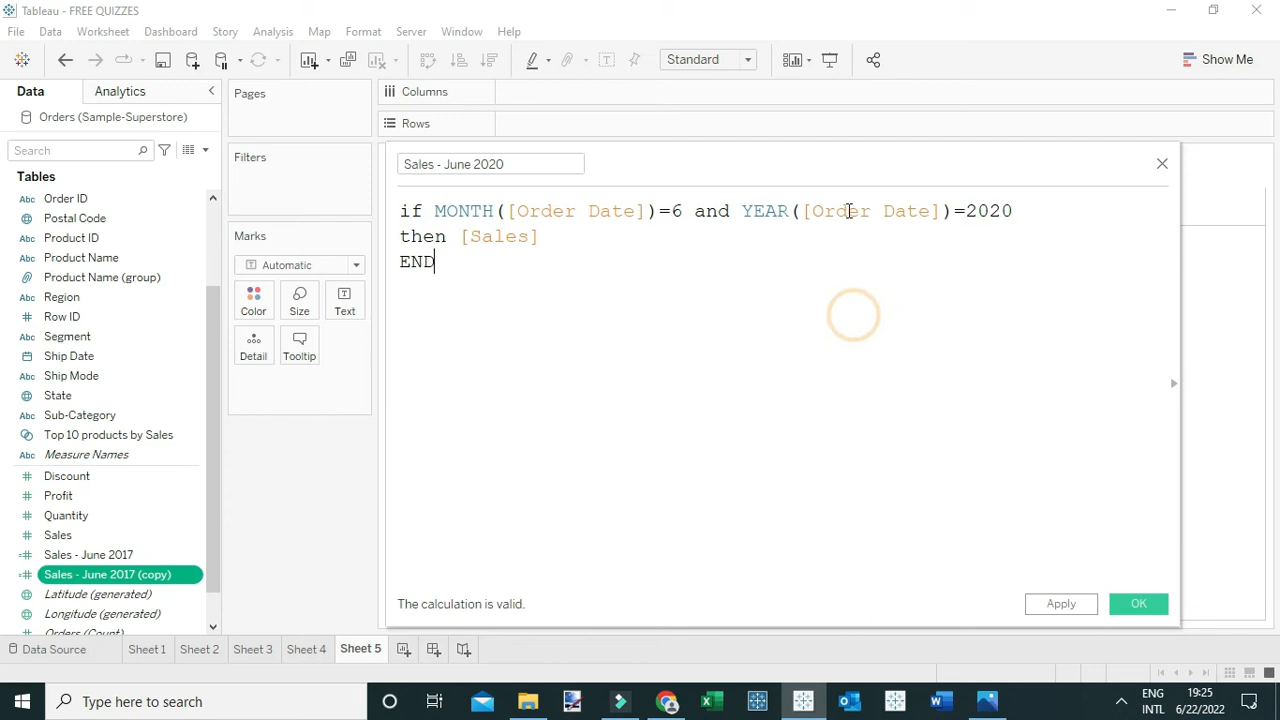 Tableau - FREE QUIZZES
File Data Worksheet Dashboard Story Analysis Map Format Server Window Help
Standard
Show Me
Data Analytics
Orders (Sample-Superstore)
Search
Tables
Order ID
Postal Code
Product ID
Product Name
Product Name (group)
Region
Row ID
Segment
Ship Date
Ship Mode
State
Sub-Category
Top 10 products by Sales
Measure Names
Discount
Profit
Quantity
Sales
Sales - June 2017
Sales - June 2017 (copy)
Latitude (generated)
Longitude (generated)
Orders (Count)
Pages
Filters
Marks
Automatic
Color Size Text
Detail Tooltip
Columns
Rows
Sales - June 2020
if MONTH([Order Date])=6 and YEAR([Order Date])=2020
then [Sales]
END
The calculation is valid.
Apply OK
Data Source Sheet 1 Sheet 2 Sheet 3 Sheet 4 Sheet 5
Type here to search
ENG
INTL
19:25
6/22/2022